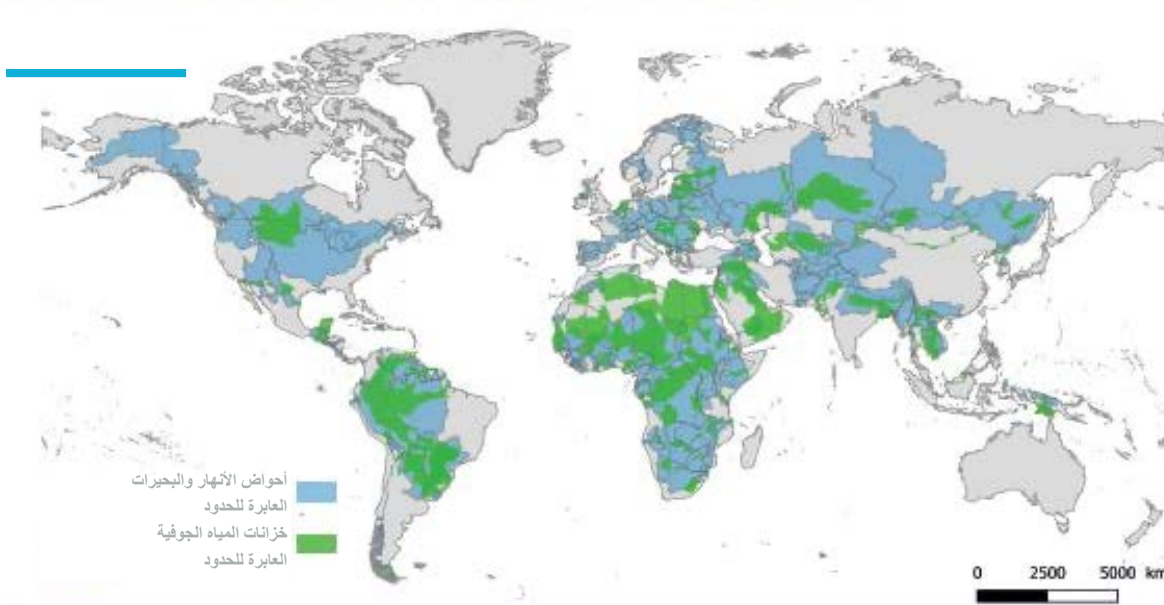 أحواض الأنهار والبحيرات
العابرة للحدود
خزانات المياه الجوفية
العابرة للحدود
0 2500 5000 km